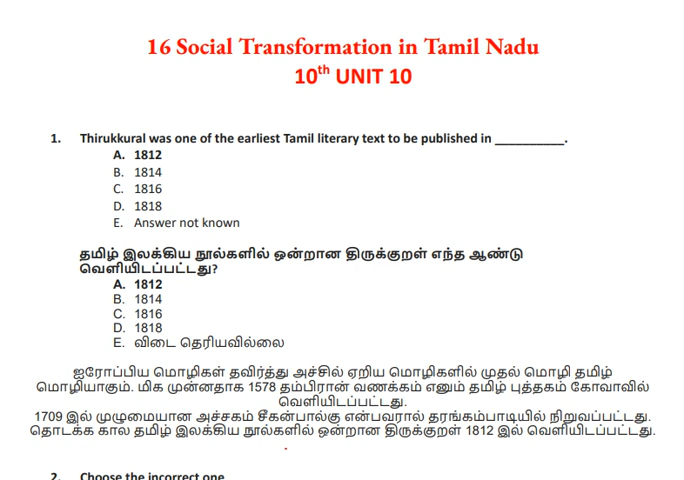 16 Social Transformation in Tamil Nadu
10th UNIT 10
1. Thirukkural was one of the earliest Tamil literary text to be published in __________.
A. 1812
B. 1814
C. 1816
D. 1818
E. Answer not known
தமிழ் இலக்கிய நூல்களில் ஒன்றான திருக்குறள் எந்த ஆண்டு
வெளியிடப்பட்டது?
A. 1812
B. 1814
C. 1816
D. 1818
E. விடை தெரியவில்லை
ஐரோப்பிய மொழிகள் தவிர்த்து அச்சில் ஏறிய மொழிகளில் முதல் மொழி தமிழ்
மொழியாகும். மிக முன்னதாக 1578 தம்பிரான் வணக்கம் எனும் தமிழ் புத்தகம் கோவாவில்
வெளியிடப்பட்டது.
1709 இல் முழுமையான அச்சகம் சீகன்பால்கு என்பவரால் தரங்கம்பாடியில் நிறுவப்பட்டது.
தொடக்க கால தமிழ் இலக்கிய நூல்களில் ஒன்றான திருக்குறள் 1812 இல் வெளியிடப்பட்டது.
2. Choose the incorrect one